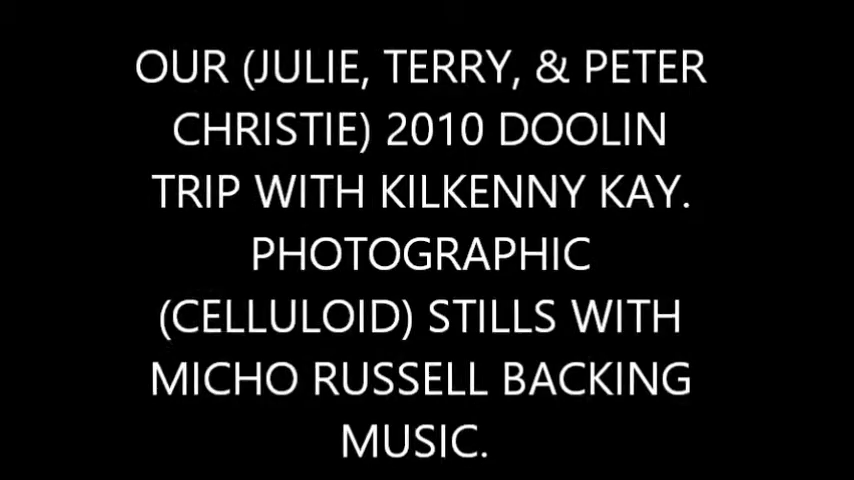 OUR (JULIE, TERRY, & PETER
CHRISTIE) 2010 DOOLIN
TRIP WITH KILKENNY KAY.
PHOTOGRAPHIC
(CELLULOID) STILLS WITH
MICHO RUSSELL BACKING
MUSIC.